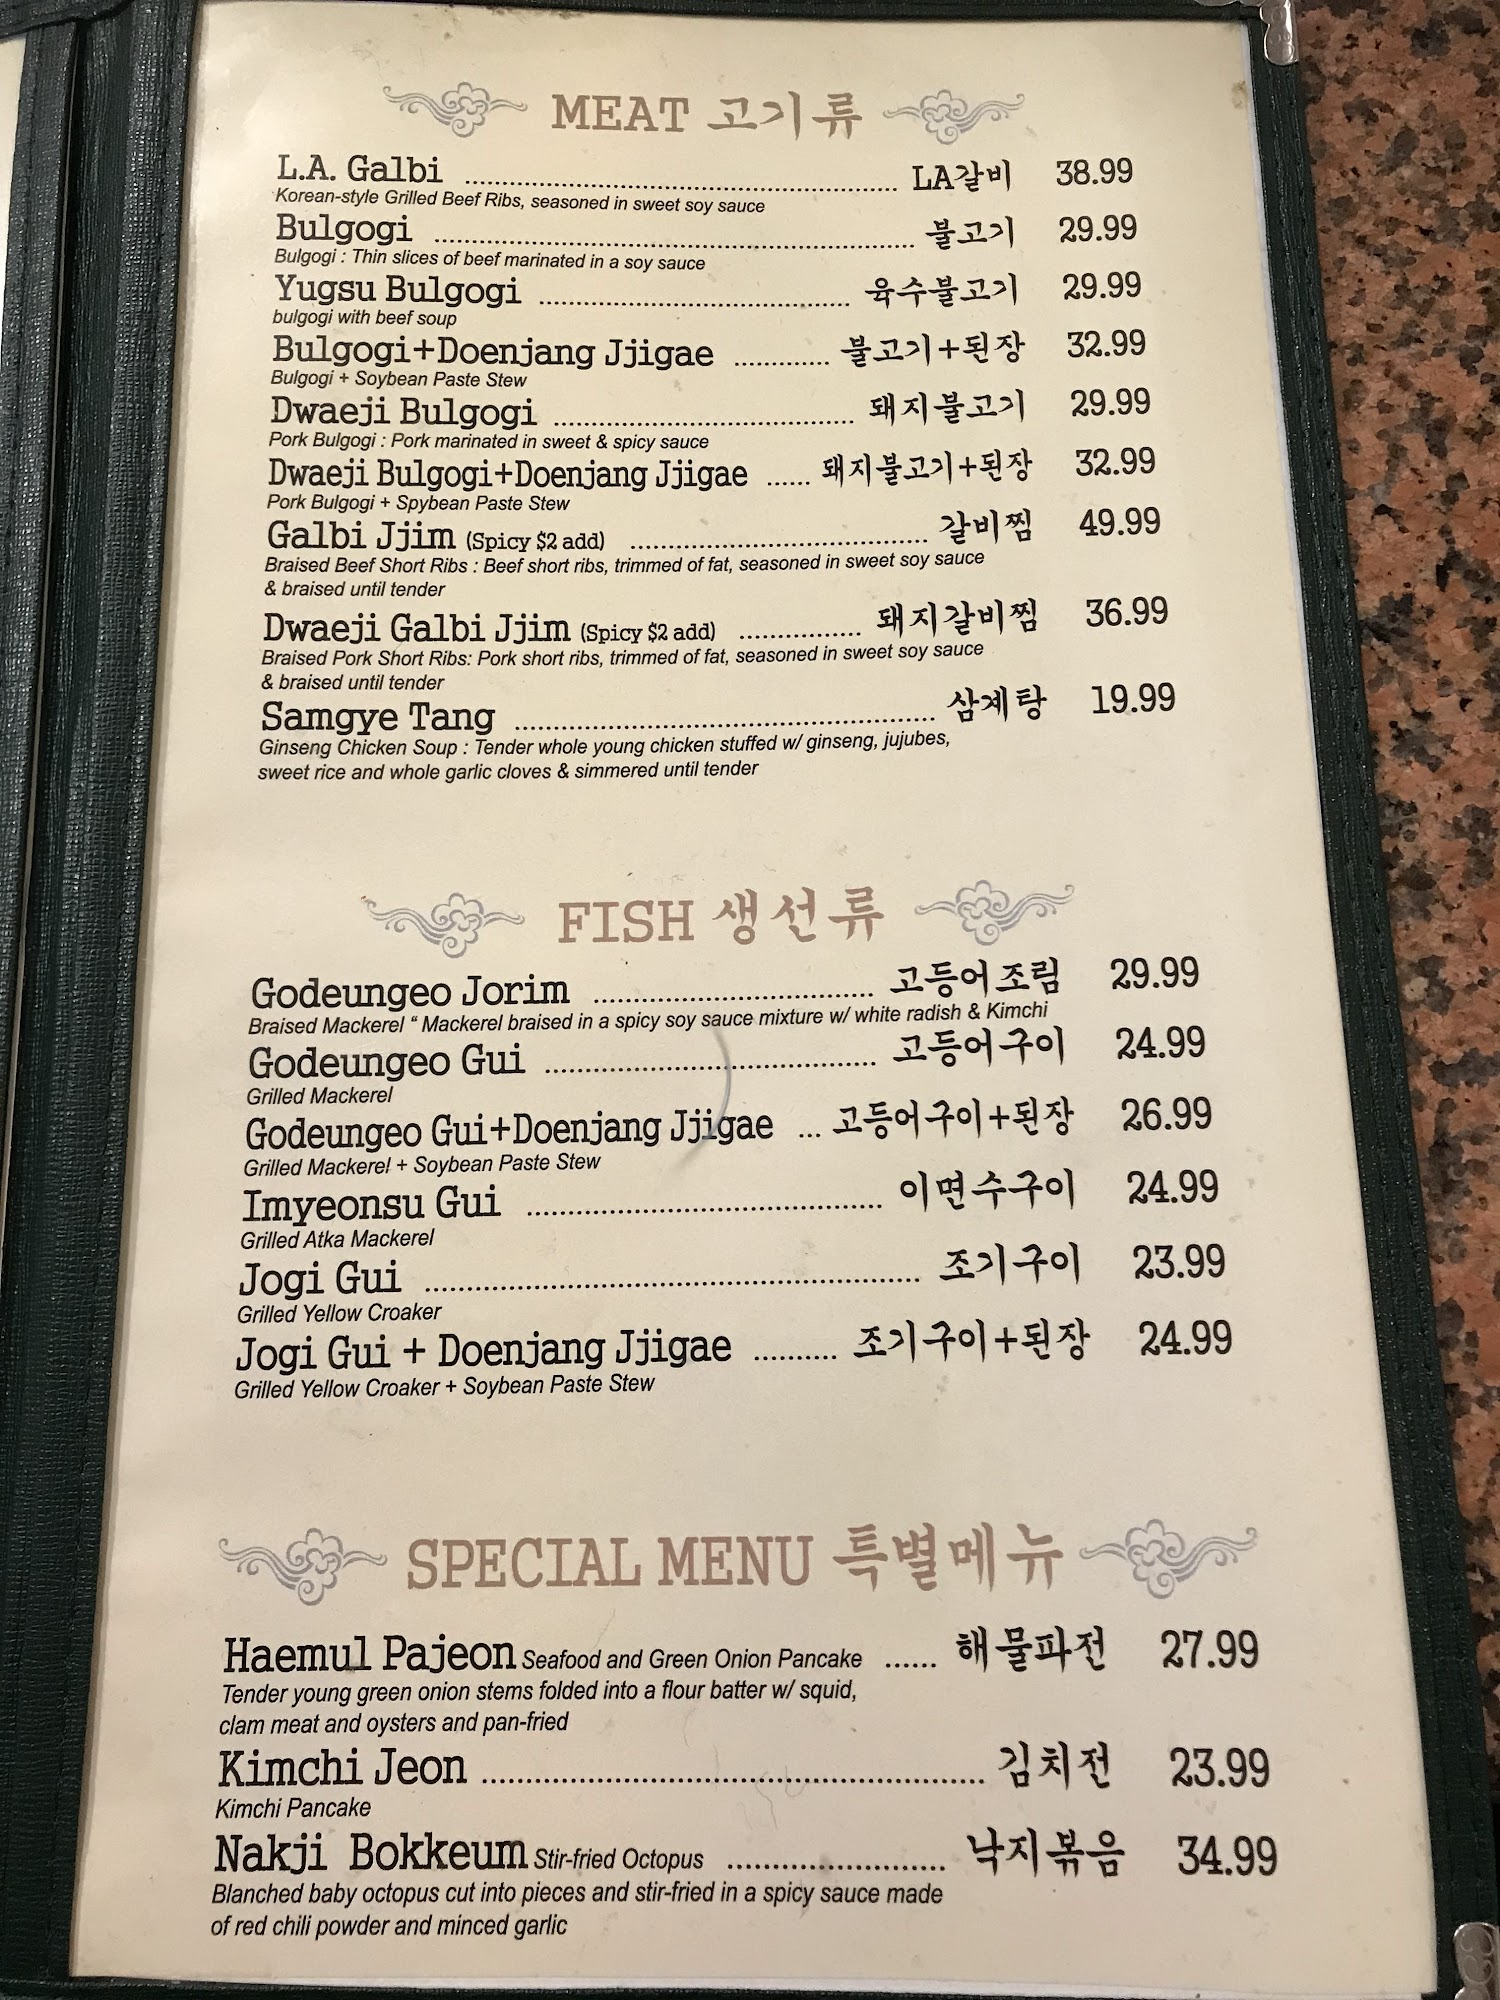 MEAT 고기류
L.A. Galbi ........ LA갈비 38.99
Korean-style Grilled Beef Ribs, seasoned in sweet soy sauce
Bulgogi ........ 불고기 29.99
Bulgogi : Thin slices of beef marinated in a soy sauce
Yugsu Bulgogi ........ 육수불고기 29.99
bulgogi with beef soup
Bulgogi+Doenjang Jjigae ........ 불고기+된장 32.99
Bulgogi + Soybean Paste Stew
Dwaeji Bulgogi ........ 돼지불고기 29.99
Pork Bulgogi : Pork marinated in sweet & spicy sauce
Dwaeji Bulgogi+Doenjang Jjigae ...... 돼지불고기+된장 32.99
Pork Bulgogi + Spybean Paste Stew
Galbi Jjim (Spicy $2 add) ........ 갈비찜 49.99
Braised Beef Short Ribs : Beef short ribs, trimmed of fat, seasoned in sweet soy sauce
& braised until tender
Dwaeji Galbi Jjim (Spicy $2 add) ........ 돼지갈비찜 36.99
Braised Pork Short Ribs: Pork short ribs, trimmed of fat, seasoned in sweet soy sauce
& braised until tender
Samgye Tang ........ 삼계탕 19.99
Ginseng Chicken Soup : Tender whole young chicken stuffed w/ ginseng, jujubes,
sweet rice and whole garlic cloves & simmered until tender
FISH 생선류
Godeungeo Jorim ........ 고등어조림 29.99
Braised Mackerel “ Mackerel braised in a spicy soy sauce mixture w/ white radish & Kimchi
Godeungeo Gui ........ 고등어구이 24.99
Grilled Mackerel
Godeungeo Gui+Doenjang Jjigae ... 고등어구이+된장 26.99
Grilled Mackerel + Soybean Paste Stew
Imyeonsu Gui ........ 이면수구이 24.99
Grilled Atka Mackerel
Jogi Gui ........ 조기구이 23.99
Grilled Yellow Croaker
Jogi Gui + Doenjang Jjigae .......... 조기구이+된장 24.99
Grilled Yellow Croaker + Soybean Paste Stew
SPECIAL MENU 특별메뉴
Haemul Pajeon Seafood and Green Onion Pancake ...... 해물파전 27.99
Tender young green onion stems folded into a flour batter w/ squid,
clam meat and oysters and pan-fried
Kimchi Jeon ........ 김치전 23.99
Kimchi Pancake
Nakji Bokkeum Stir-fried Octopus ........ 낙지볶음 34.99
Blanched baby octopus cut into pieces and stir-fried in a spicy sauce made
of red chili powder and minced garlic